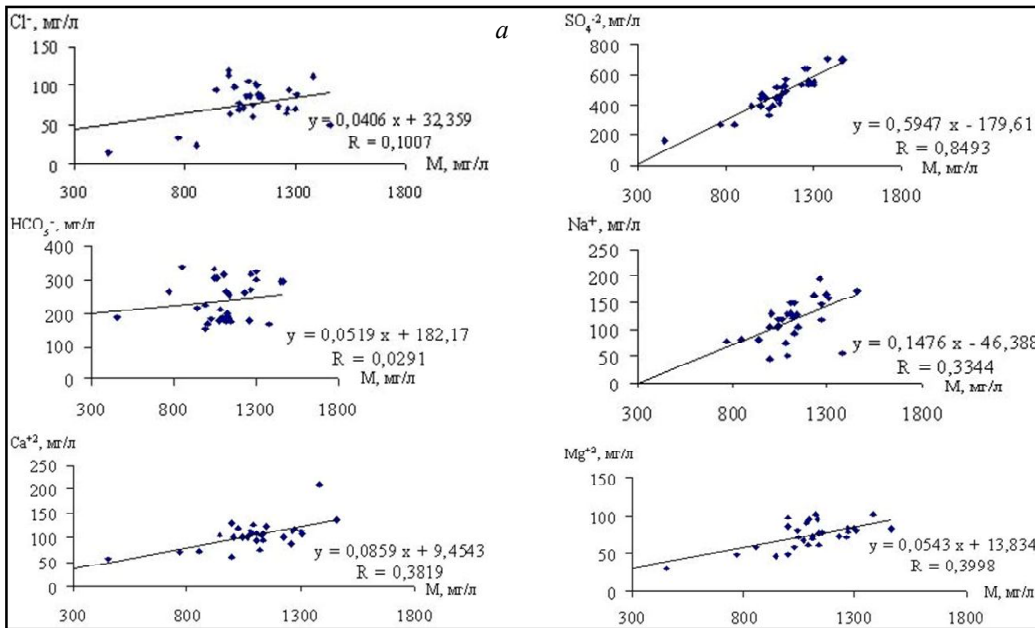 Cl⁻, мг/л
a
150
100
50
0
y = 0,0406 x + 32,359
R = 0,1007
M, мг/л
300 800 1300 1800
SO₄⁻², мг/л
800
600
400
200
0
y = 0,5947 x - 179,61
R = 0,8493
M, мг/л
300 800 1300 1800
HCO₃⁻, мг/л
400
300
200
100
0
y = 0,0519 x + 182,17
R = 0,0291
M, мг/л
300 800 1300 1800
Na⁺, мг/л
250
200
150
100
50
0
y = 0,1476 x - 46,388
R = 0,3344
M, мг/л
300 800 1300 1800
Ca⁺², мг/л
250
200
150
100
50
0
y = 0,0859 x + 9,4543
R = 0,3819
M, мг/л
300 800 1300 1800
Mg⁺², мг/л
150
100
50
0
y = 0,0543 x + 13,834
R = 0,3998
M, мг/л
300 800 1300 1800